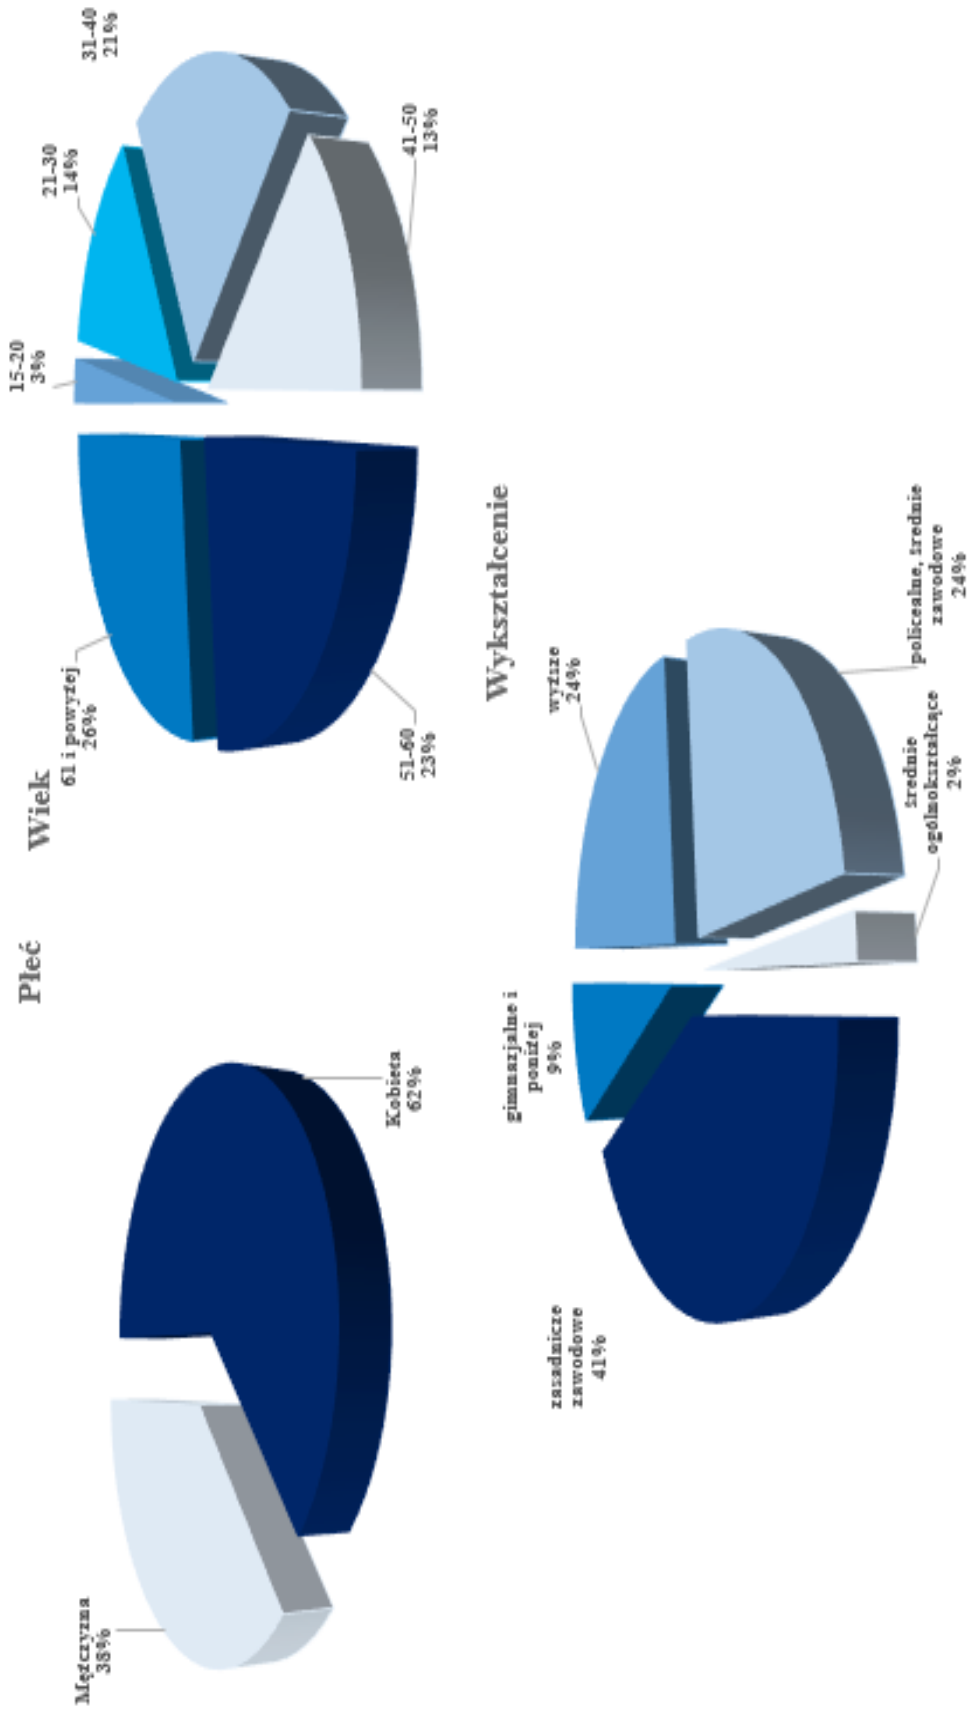 Płeć
Mężczyzna
38%
Kobieta
62%
Wiek
15-20
3%
21-30
14%
31-40
21%
41-50
13%
51-60
23%
61 i powyżej
26%
Wykształcenie
gimnazjalne i
poniżej
9%
wyższe
24%
policealne, średnie
zawodowe
24%
średnie
ogólnokształcące
2%
zasadnicze
zawodowe
41%